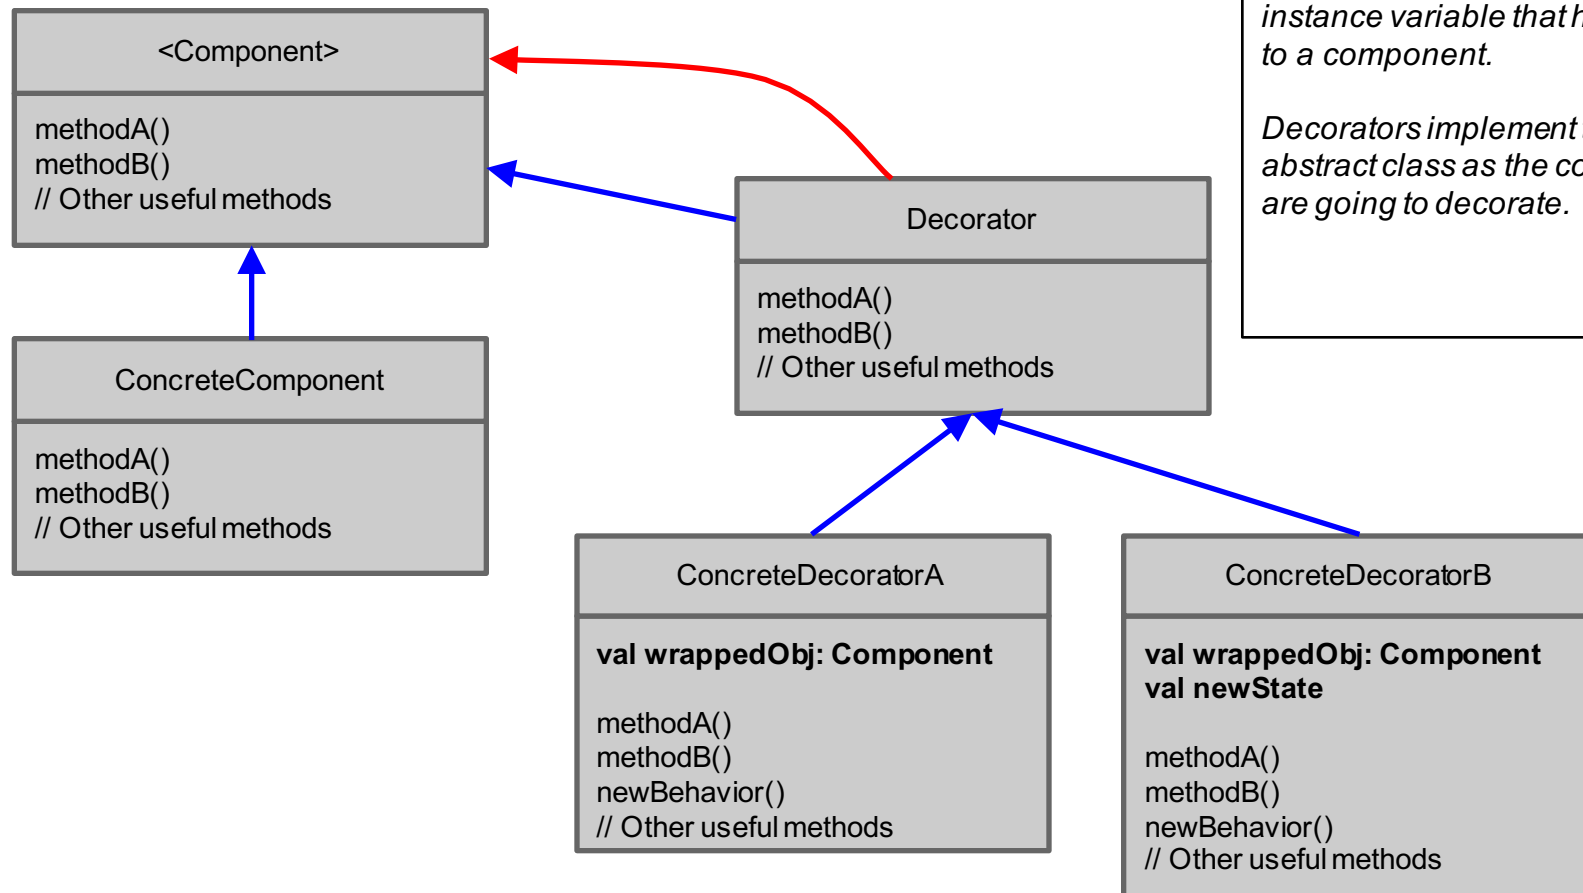 <Component>
methodA()
methodB()
// Other useful methods
ConcreteComponent
methodA()
methodB()
// Other useful methods
Decorator
methodA()
methodB()
// Other useful methods
instance variable that
to a component.
Decorators implement
abstract class as the
are going to decorate.
ConcreteDecoratorA
val wrappedObj: Component
methodA()
methodB()
newBehavior()
// Other useful methods
ConcreteDecoratorB
val wrappedObj: Component
val newState
methodA()
methodB()
newBehavior()
// Other useful methods